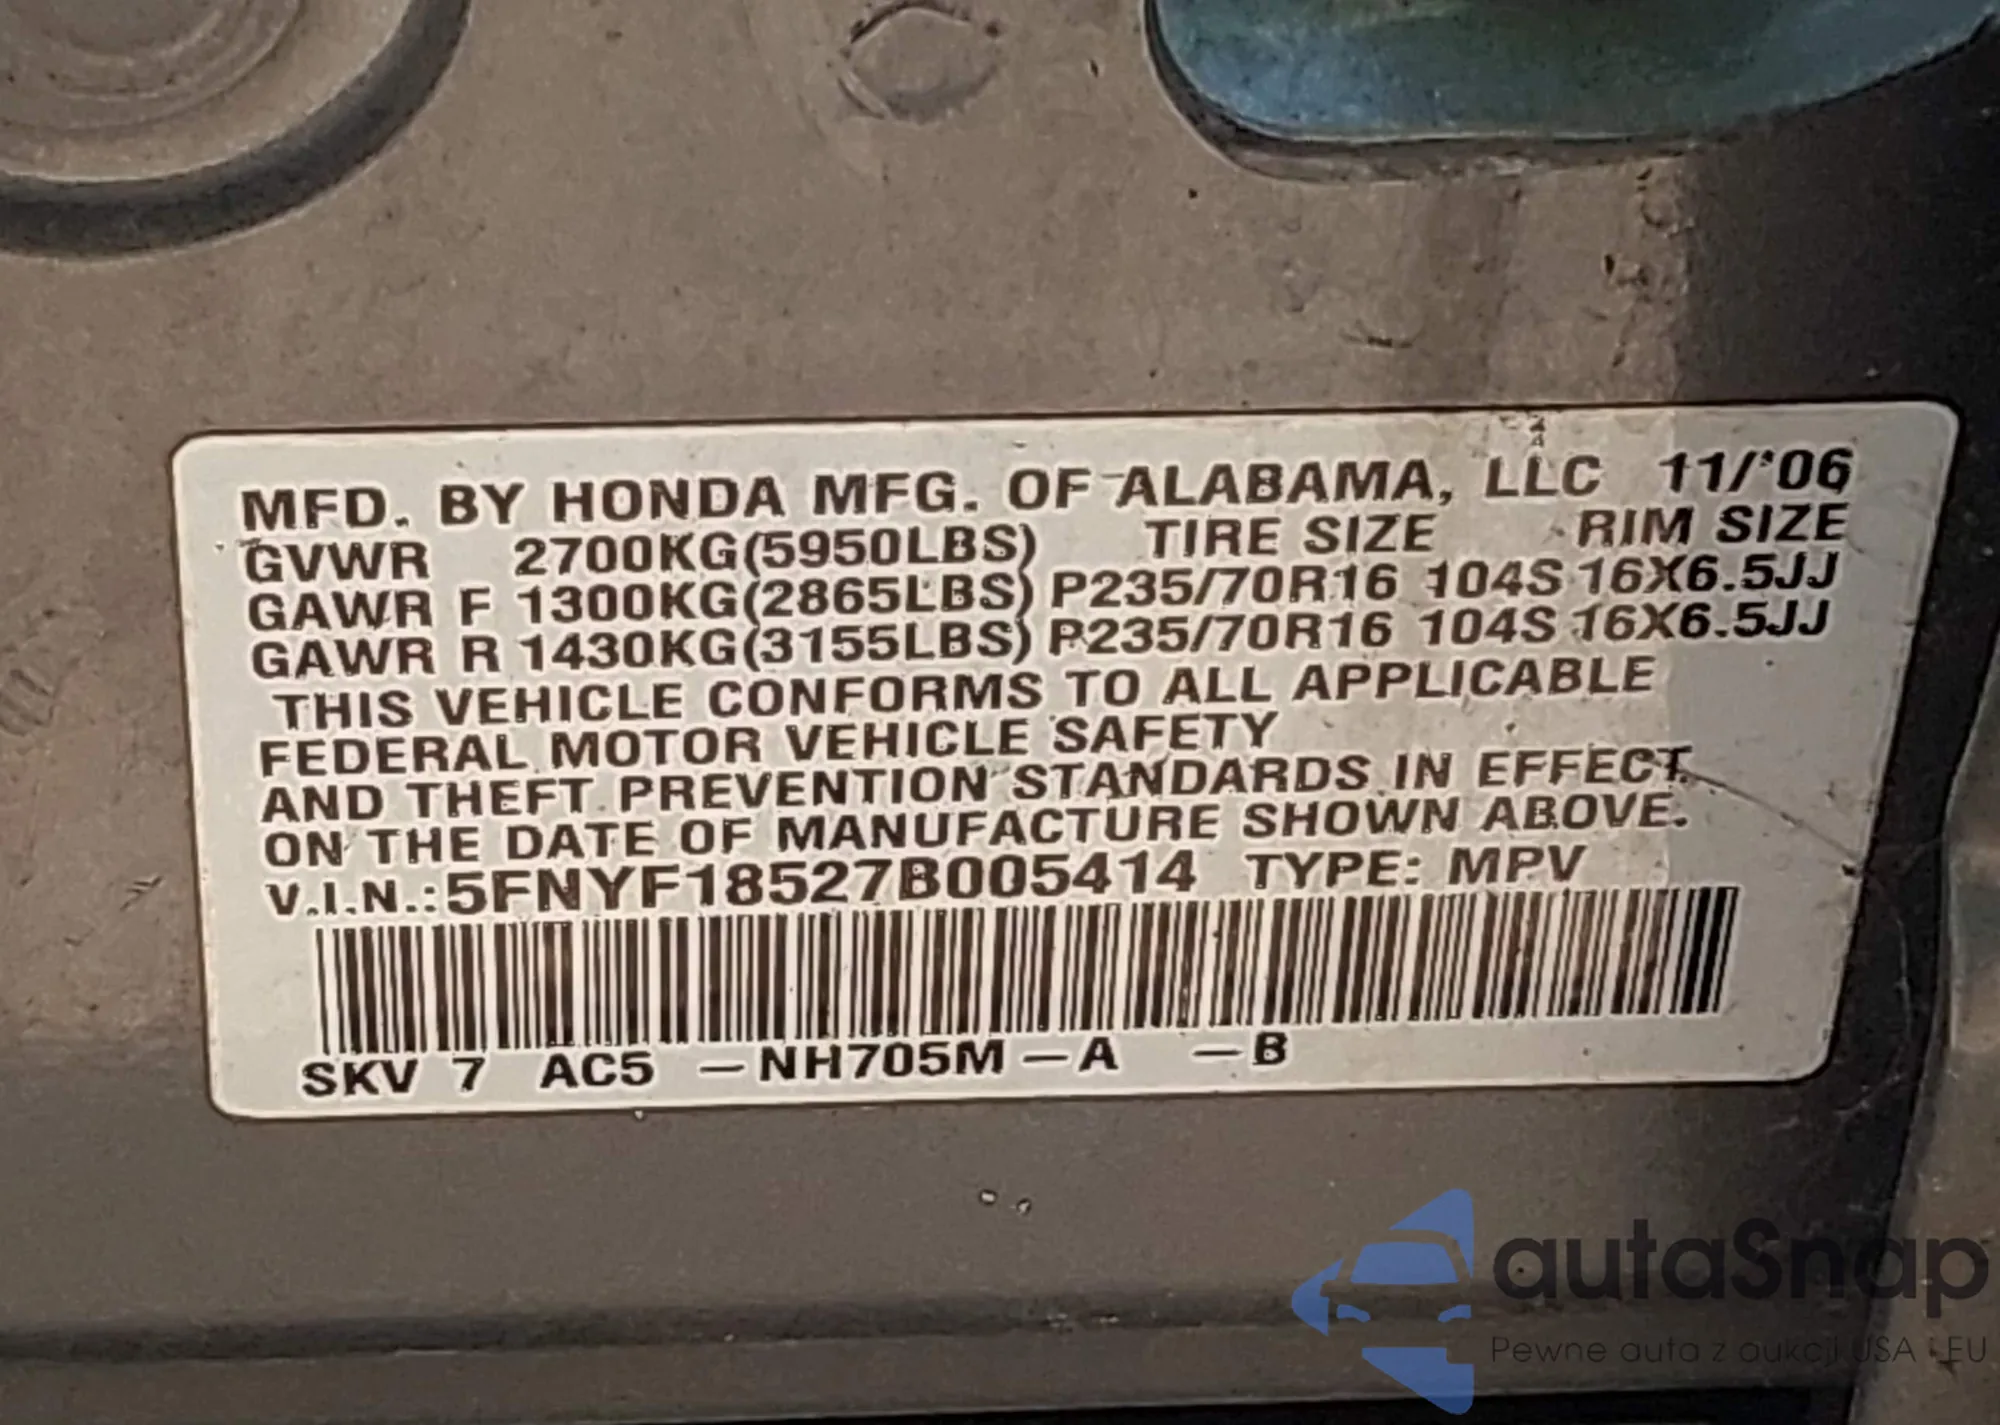 MFD. BY HONDA MFG. OF ALABAMA, LLC 11/'06
GVWR 2700KG(5950LBS) TIRE SIZE RIM SIZE
GAWR F 1300KG(2865LBS) P235/70R16 104S 16X6.5JJ
GAWR R 1430KG(3155LBS) P235/70R16 104S 16X6.5JJ
THIS VEHICLE CONFORMS TO ALL APPLICABLE
FEDERAL MOTOR VEHICLE SAFETY
AND THEFT PREVENTION STANDARDS IN EFFECT
ON THE DATE OF MANUFACTURE SHOWN ABOVE.
V.I.N.:5FNYF18527B005414 TYPE: MPV
SKV 7 AC5 -NH705M-A -B
autaSnap
Pewne auta z aukcji USA i EU